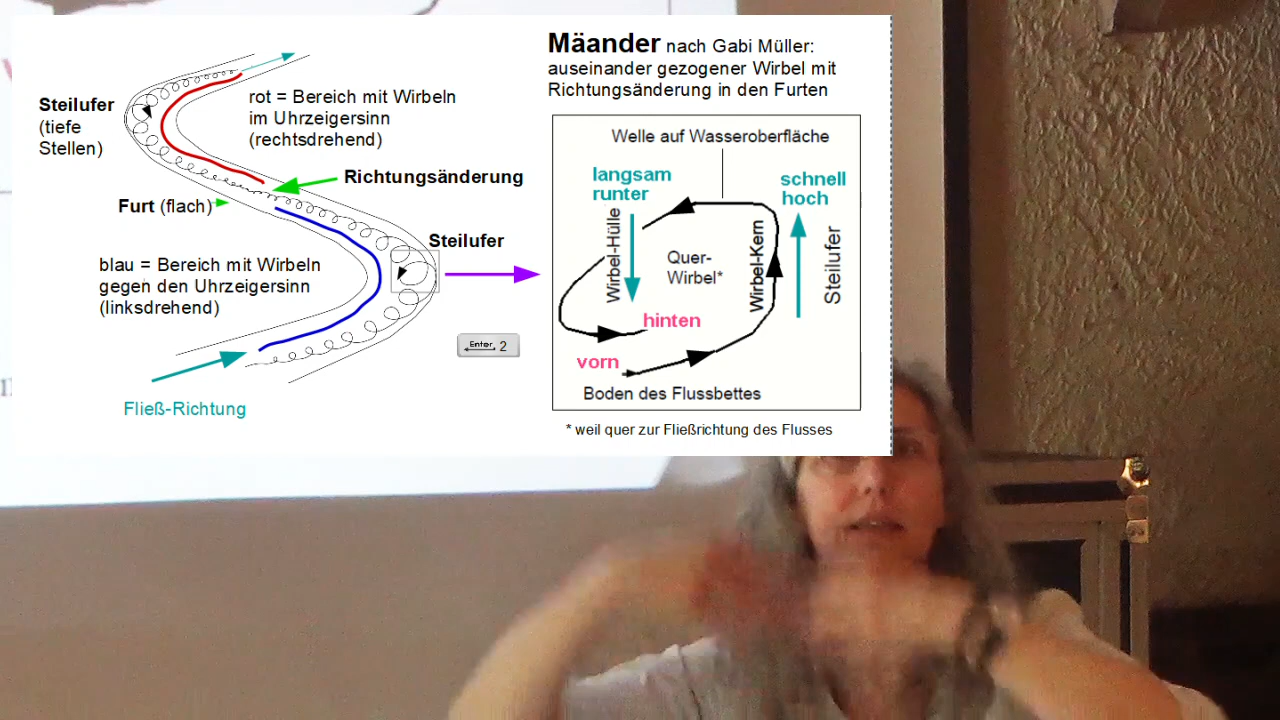 Mäander nach Gabi Müller:
auseinander gezogener Wirbel mit
Richtungsänderung in den Furten
Steilufer
(tiefe
Stellen)
rot = Bereich mit Wirbeln
im Uhrzeigersinn
(rechtsdrehend)
Richtungsänderung
Furt (flach)
Steilufer
blau = Bereich mit Wirbeln
gegen den Uhrzeigersinn
(linksdrehend)
Fließ-Richtung
Enter 2
Welle auf Wasseroberfläche
langsam
runter
schnell
hoch
Wirbel-Hülle
Quer-
Wirbel*
Wirbel-Kern
Steilufer
hinten
vorn
Boden des Flussbettes
* weil quer zur Fließrichtung des Flusses